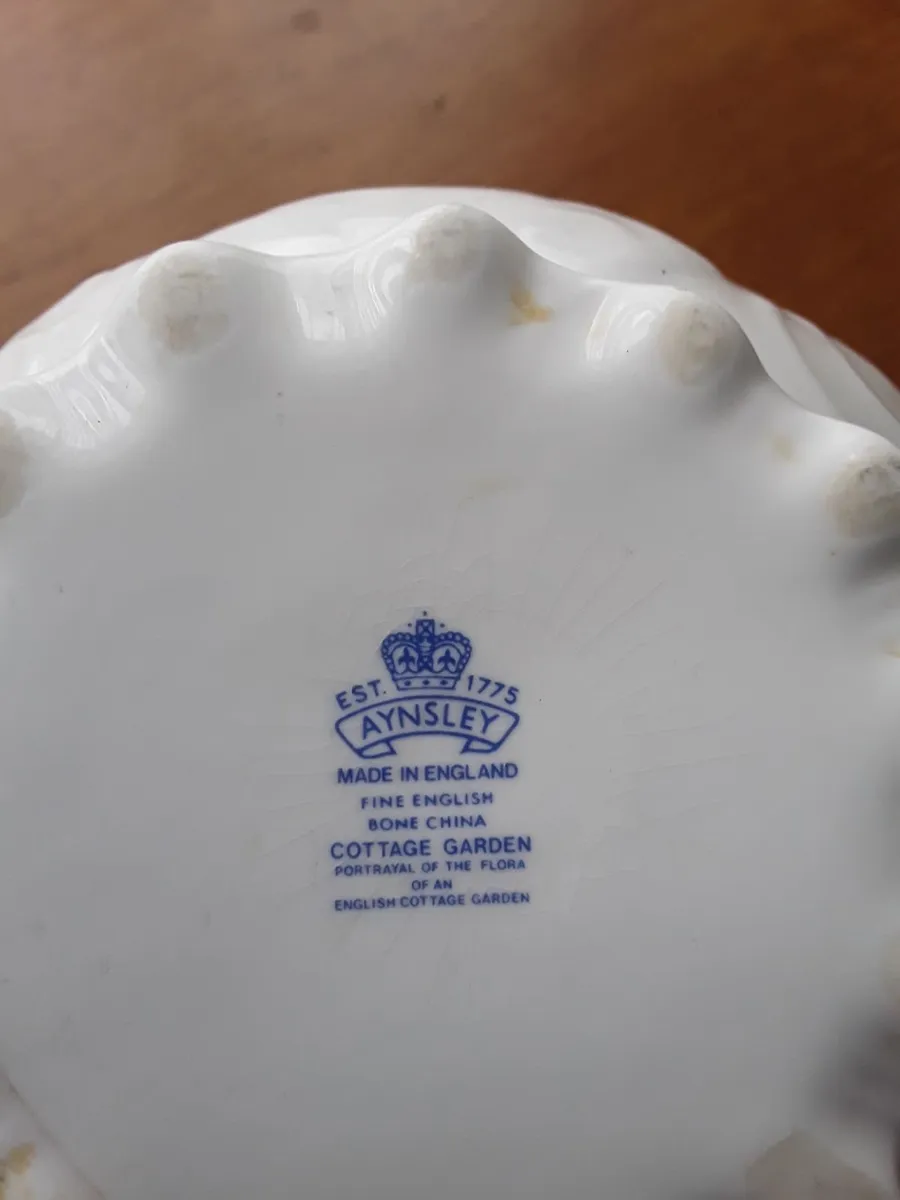 EST. 1775
AYNSLEY
MADE IN ENGLAND
FINE ENGLISH
BONE CHINA
COTTAGE GARDEN
PORTRAYAL OF THE FLORA
OF AN
ENGLISH COTTAGE GARDEN